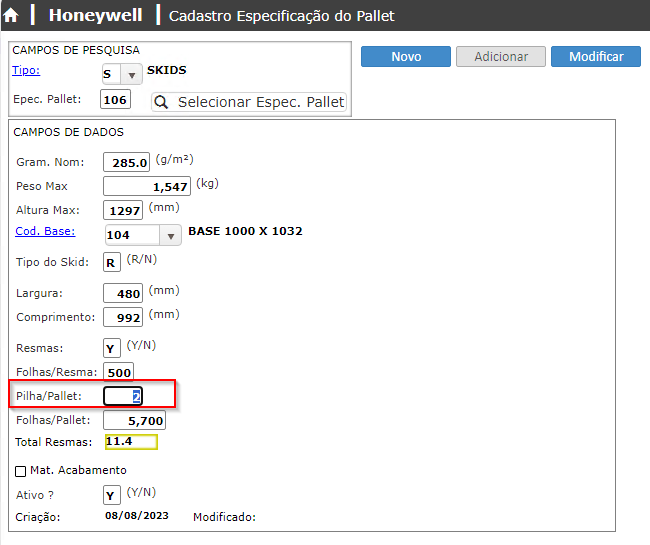 Honeywell Cadastro Especificação do Pallet
CAMPOS DE PESQUISA
Novo Adicionar Modificar
Tipo: S SKIDS
Epec. Pallet: 106 Selecionar Espec. Pallet
CAMPOS DE DADOS
Gram. Nom: 285.0 (g/m²)
Peso Max 1,547 (kg)
Altura Max: 1297 (mm)
Cod. Base: 104 BASE 1000 X 1032
Tipo do Skid: R (R/N)
Largura: 480 (mm)
Comprimento: 992 (mm)
Resmas: Y (Y/N)
Folhas/Resma: 500
Pilha/Pallet: 2
Folhas/Pallet: 5,700
Total Resmas: 11.4
Mat. Acabamento
Ativo ? Y (Y/N)
Criação: 08/08/2023 Modificado: